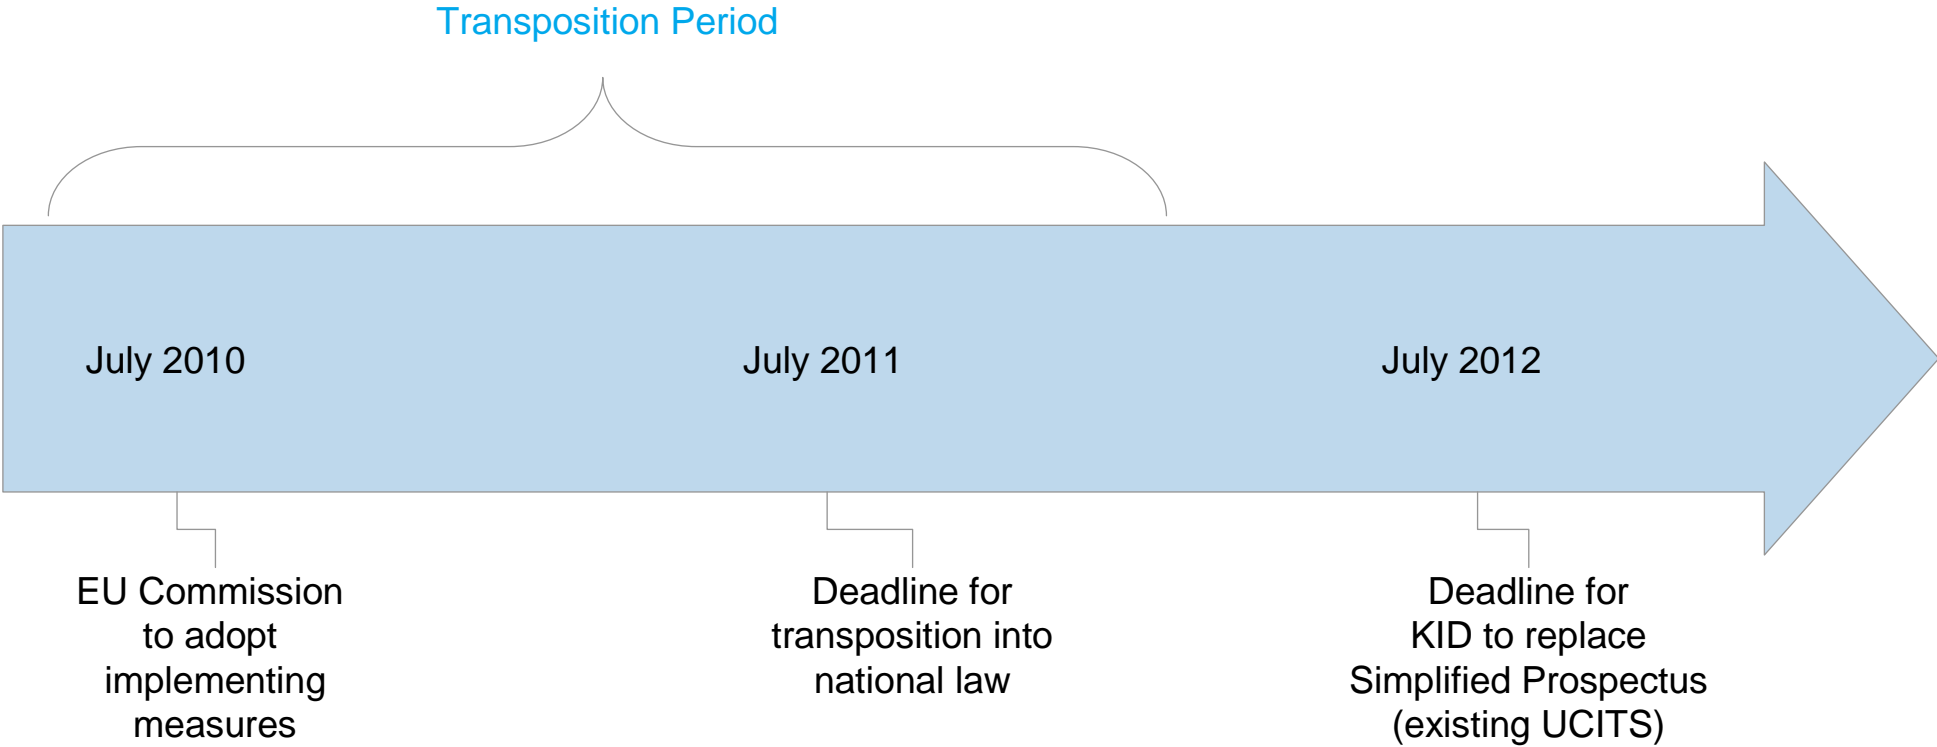 Transposition Period
July 2010
July 2011
July 2012
EU Commission
to adopt
implementing
measures
Deadline for
transposition into
national law
Deadline for
KID to replace
Simplified Prospectus
(existing UCITS)